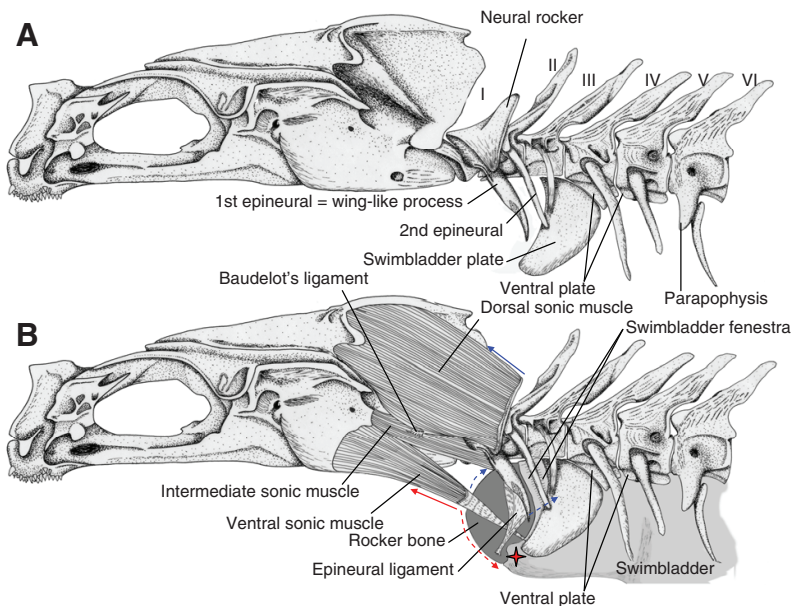 A
Neural rocker
I
II
III
IV
V
VI
1st epineural = wing-like process
2nd epineural
Swimbladder plate
Ventral plate
Parapophysis
B
Baudelot’s ligament
Dorsal sonic muscle
Swimbladder fenestra
Intermediate sonic muscle
Ventral sonic muscle
Rocker bone
Epineural ligament
Swimbladder
Ventral plate